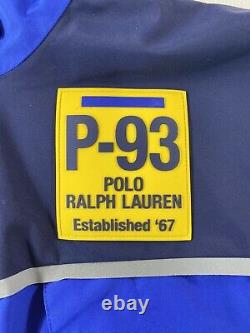 P-93
POLO
RALPH LAUREN
Established '67